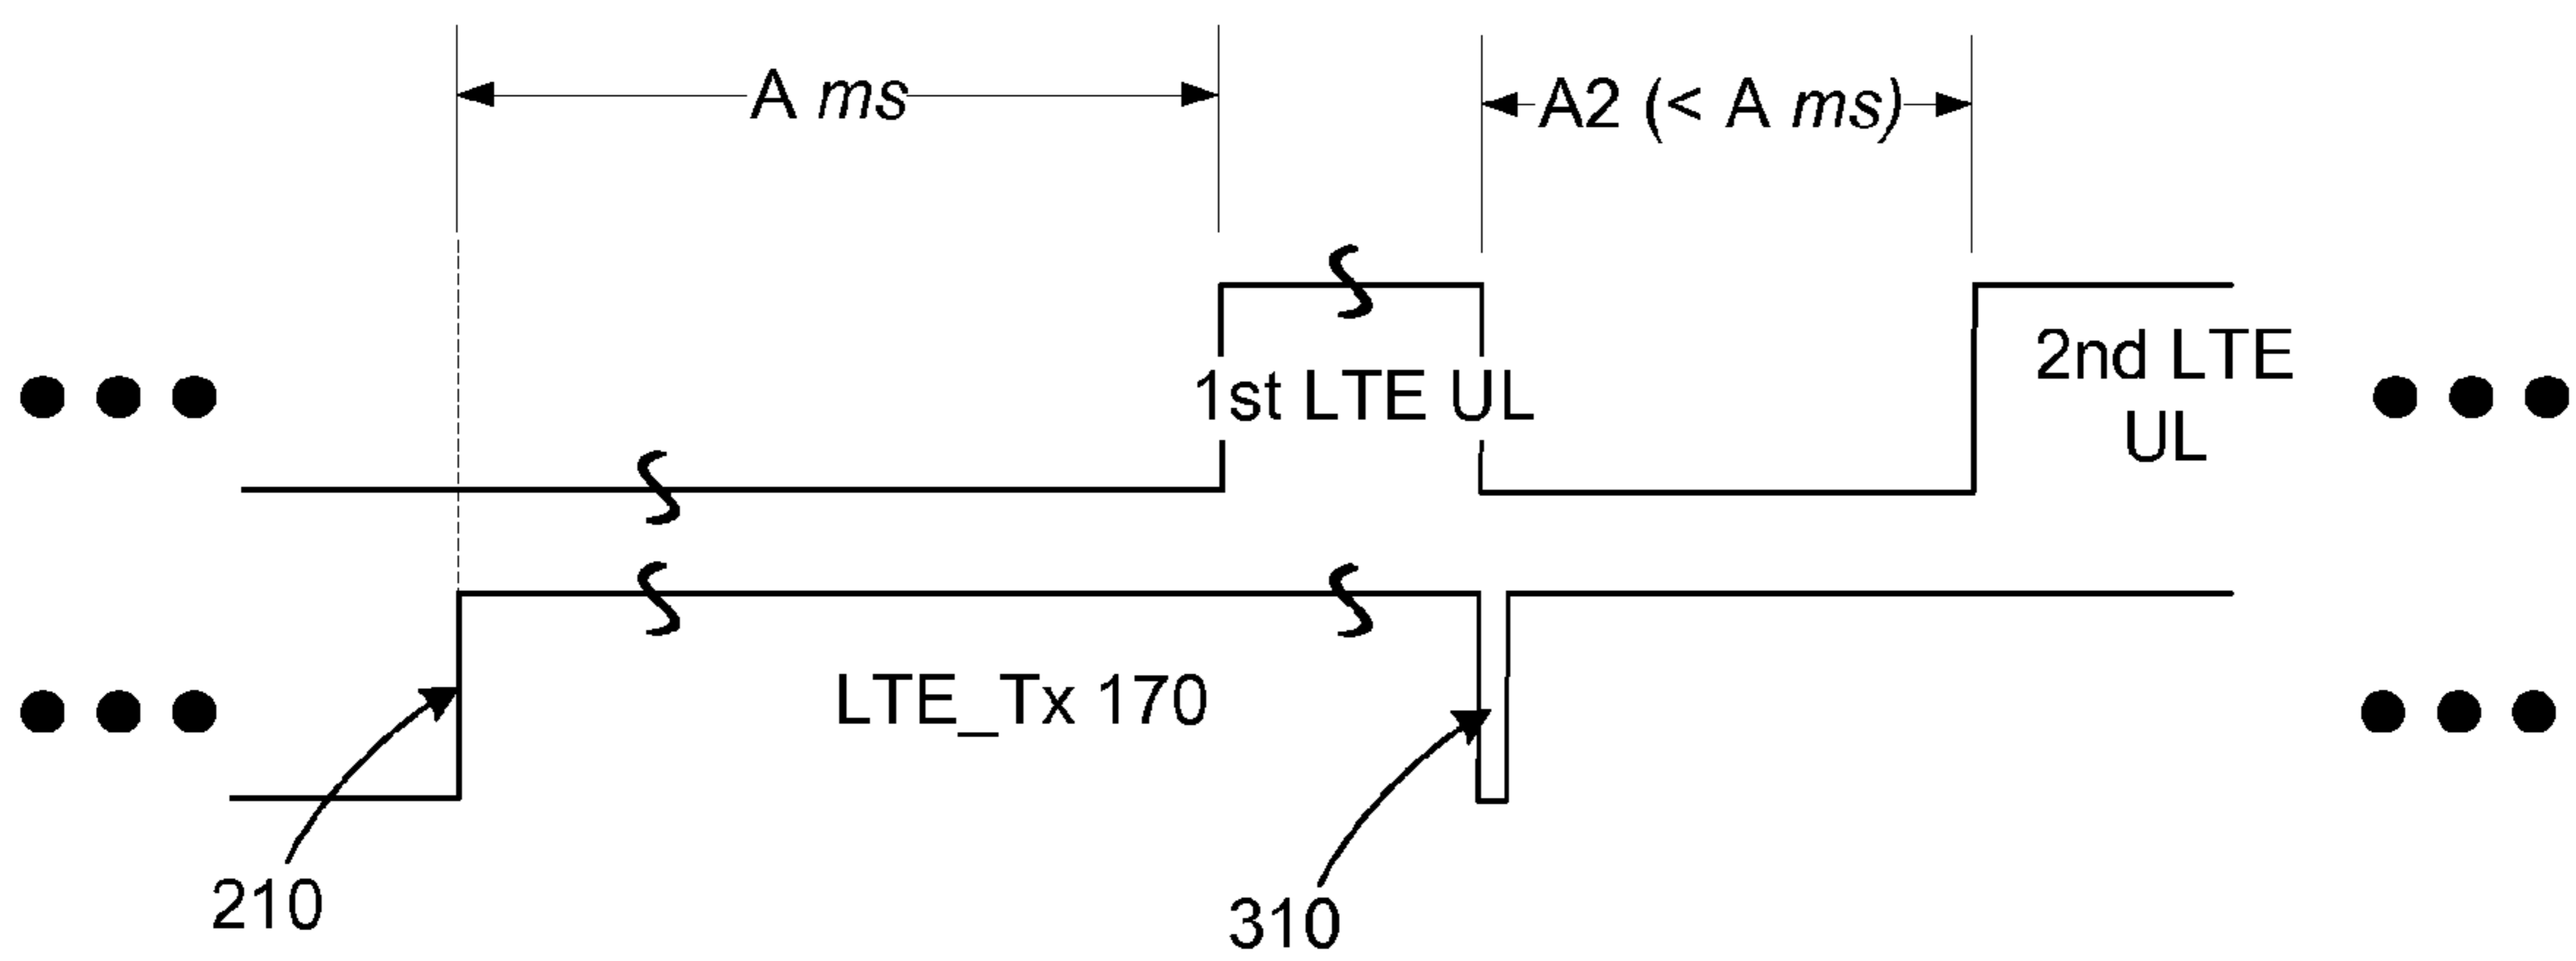 A ms
A2 (< A ms)
1st LTE UL
2nd LTE
UL
LTE_Tx 170
210
310